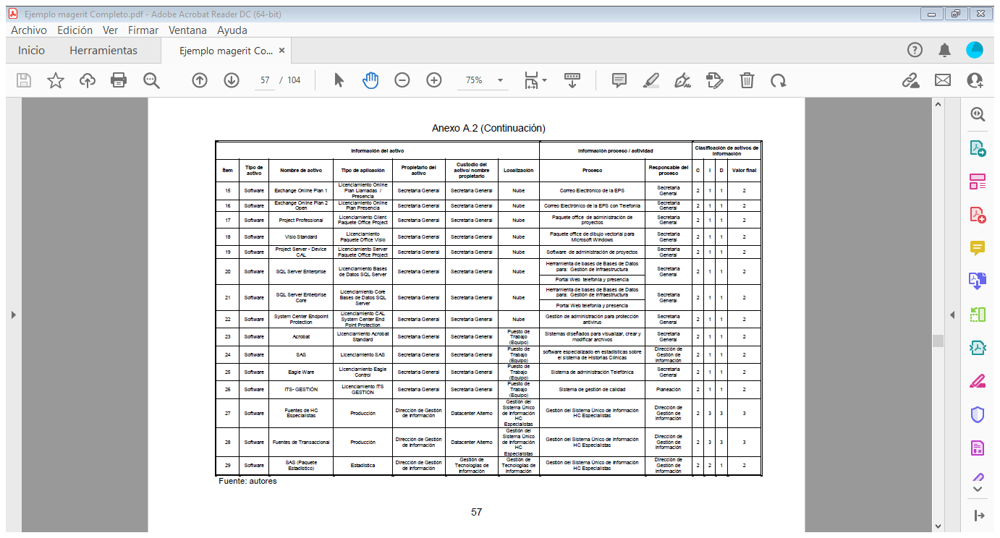 Ejemplo magerit Completo.pdf - Adobe Acrobat Reader DC (64-bit)
Archivo Edición Ver Firmar Ventana Ayuda
Inicio Herramientas Ejemplo magerit Co... ×
57 / 104 75%
Anexo A.2 (Continuación)
Información del activo Información proceso / actividad Clasificación de activos de información
Ítem Tipo de activo Nombre de activo Tipo de aplicación Propietario del activo Custodio del activo/ nombre propietario Localización Proceso Responsable del proceso C I D Valor final
15 Software Exchange Online Plan 1 Licenciamiento Online Plan Llamadas / Presencia Secretaria General Secretaria General Nube Correo Electrónico de la EPS Secretaria General 2 1 1 2
16 Software Exchange Online Plan 2 Open Licenciamiento Online Plan Presencia Secretaria General Secretaria General Nube Correo Electrónico de la EPS con Telefonía Secretaria General 2 1 1 2
17 Software Project Professional Licenciamiento Client Paquete Office Project Secretaria General Secretaria General Nube Paquete office de administración de proyectos Secretaria General 2 1 1 2
18 Software Visio Standard Licenciamiento Paquete Office Visio Secretaria General Secretaria General Nube Paquete office de dibujo vectorial para Microsoft Windows Secretaria General 2 1 1 2
19 Software Project Server - Device CAL Licenciamiento Server Paquete Office Project Secretaria General Secretaria General Nube Software de administración de proyectos Secretaria General 2 1 1 2
20 Software SQL Server Enterprise Licenciamiento Bases de Datos SQL Server Secretaria General Secretaria General Nube Herramienta de bases de Bases de Datos para: Gestión de Infraestructura Portal Web telefonía y presencia Secretaria General 2 1 1 2
21 Software SQL Server Enterprise Core Licenciamiento Core Bases de Datos SQL Server Secretaria General Secretaria General Nube Herramienta de bases de Bases de Datos para: Gestión de Infraestructura Portal Web telefonía y presencia Secretaria General 2 1 1 2
22 Software System Center Endpoint Protection Licenciamiento CAL System Center End Point Protection Secretaria General Secretaria General Nube Gestión de administración para protección antivirus Secretaria General 2 1 1 2
23 Software Acrobat Licenciamiento Acrobat Standard Secretaria General Secretaria General Puesto de Trabajo (Equipo) Sistemas diseñados para visualizar, crear y modificar archivos Secretaria General 2 1 1 2
24 Software SAS Licenciamiento SAS Secretaria General Secretaria General Puesto de Trabajo (Equipo) software especializado en estadísticas sobre el sistema de Historias Clínicas Dirección de Gestión de Información 2 1 1 2
25 Software Eagle Ware Licenciamiento Eagle Control Secretaria General Secretaria General Puesto de Trabajo (Equipo) Sistema de administración Telefónica Secretaria General 2 1 1 2
26 Software ITS- GESTIÓN Licenciamiento ITS GESTION Secretaria General Secretaria General Puesto de Trabajo (Equipo) Sistema de gestión de calidad Planeación 2 1 1 2
27 Software Fuentes de HC Especialistas Producción Dirección de Gestión de Información Datacenter Alterno Gestión del Sistema Único de Información HC Especialistas Gestión del Sistema Único de Información HC Especialistas Dirección de Gestión de Información 2 3 3 3
28 Software Fuentes de Transaccional Producción Dirección de Gestión de Información Datacenter Alterno Gestión del Sistema Único de Información HC Especialistas Gestión del Sistema Único de Información HC Especialistas Dirección de Gestión de Información 2 3 3 3
29 Software SAS (Paquete Estadístico) Estadística Dirección de Gestión de Información Gestión de Tecnologías de Información Gestión de Tecnologías de Información Gestión del Sistema Único de Información HC Especialistas Dirección de Gestión de Información 2 2 1 2
Fuente: autores
57